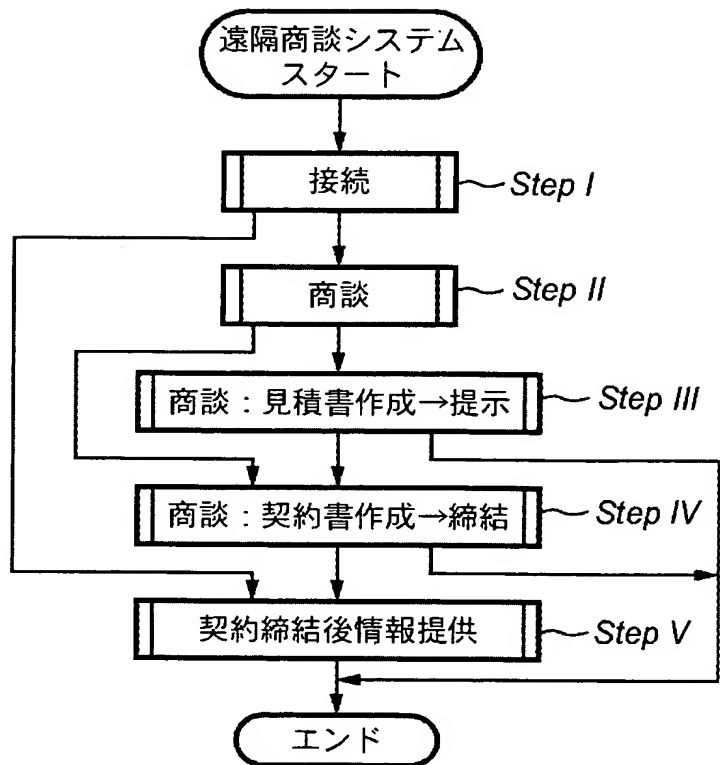 遠隔商談システム
スタート
接続
Step I
商談
Step II
商談：見積書作成→提示
Step III
商談：契約書作成→締結
Step IV
契約締結後情報提供
Step V
エンド